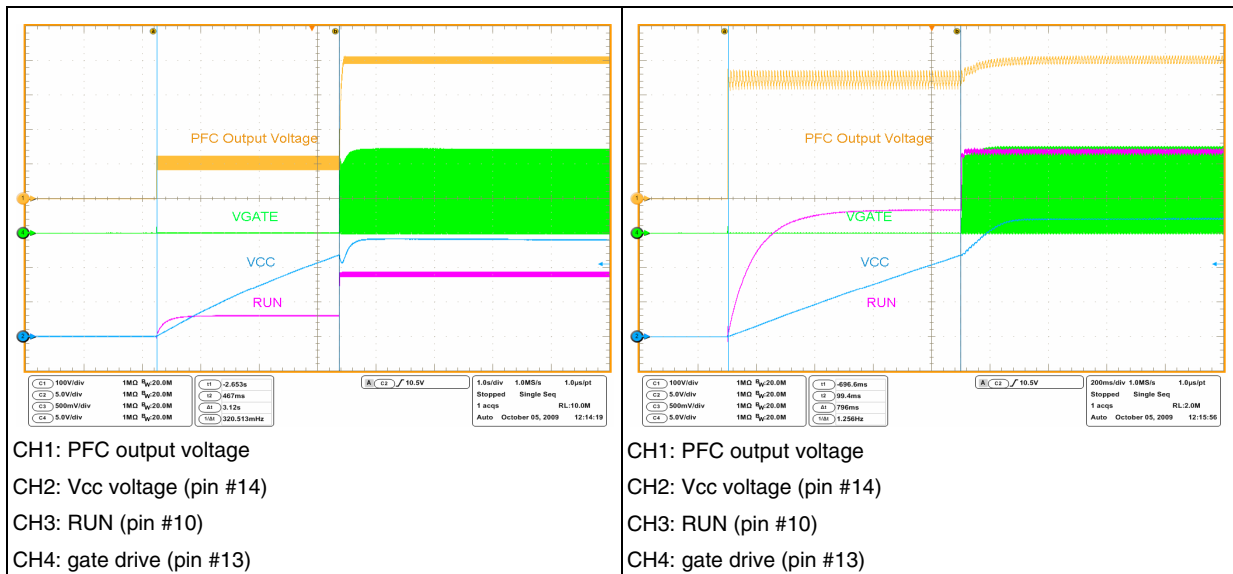 a b
PFC Output Voltage
VGATE
VCC
RUN
1
4
2
C1 100V/div 1MΩ BW:20.0M
C2 5.0V/div 1MΩ BW:20.0M
C3 500mV/div 1MΩ BW:20.0M
C4 5.0V/div 1MΩ BW:20.0M
t1 -2.653s
t2 467ms
Δt 3.12s
1/Δt 320.513mHz
A C2 10.5V
1.0s/div 1.0MS/s 1.0µs/pt
Stopped Single Seq
1 acqs RL:10.0M
Auto October 05, 2009 12:14:19
CH1: PFC output voltage
CH2: Vcc voltage (pin #14)
CH3: RUN (pin #10)
CH4: gate drive (pin #13)
a b
PFC Output Voltage
VGATE
VCC
RUN
1
4
2
C1 100V/div 1MΩ BW:20.0M
C2 5.0V/div 1MΩ BW:20.0M
C3 500mV/div 1MΩ BW:20.0M
C4 5.0V/div 1MΩ BW:20.0M
t1 -696.6ms
t2 99.4ms
Δt 796ms
1/Δt 1.256Hz
A C2 10.5V
200ms/div 1.0MS/s 1.0µs/pt
Stopped Single Seq
1 acqs RL:2.0M
Auto October 05, 2009 12:15:56
CH1: PFC output voltage
CH2: Vcc voltage (pin #14)
CH3: RUN (pin #10)
CH4: gate drive (pin #13)